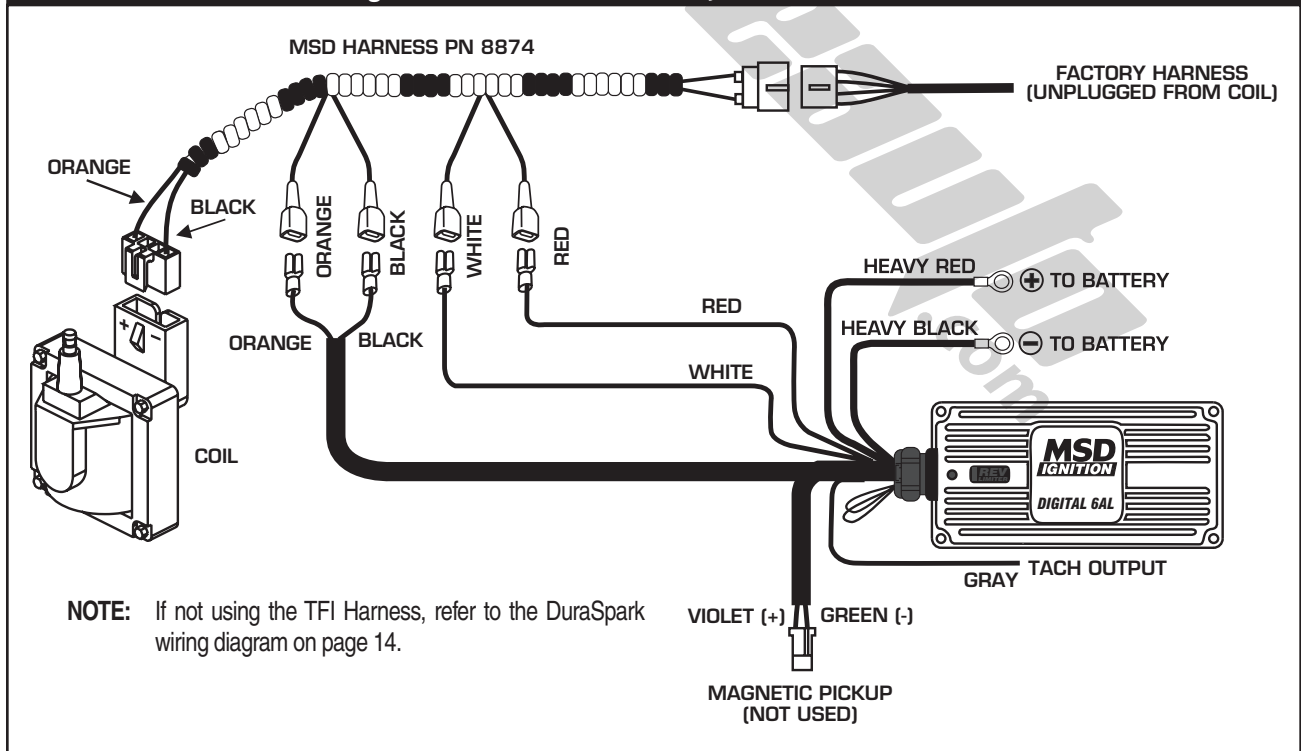 MSD HARNESS PN 8874
FACTORY HARNESS
(UNPLUGGED FROM COIL)
ORANGE
BLACK
ORANGE
BLACK
WHITE
RED
HEAVY RED
+ TO BATTERY
RED
HEAVY BLACK
- TO BATTERY
ORANGE
BLACK
WHITE
+ -
COIL
MSD
IGNITION
REV
LIMITER
DIGITAL 6AL
.com
GRAY
TACH OUTPUT
NOTE: If not using the TFI Harness, refer to the DuraSpark
wiring diagram on page 14.
VIOLET (+)
GREEN (-)
MAGNETIC PICKUP
(NOT USED)